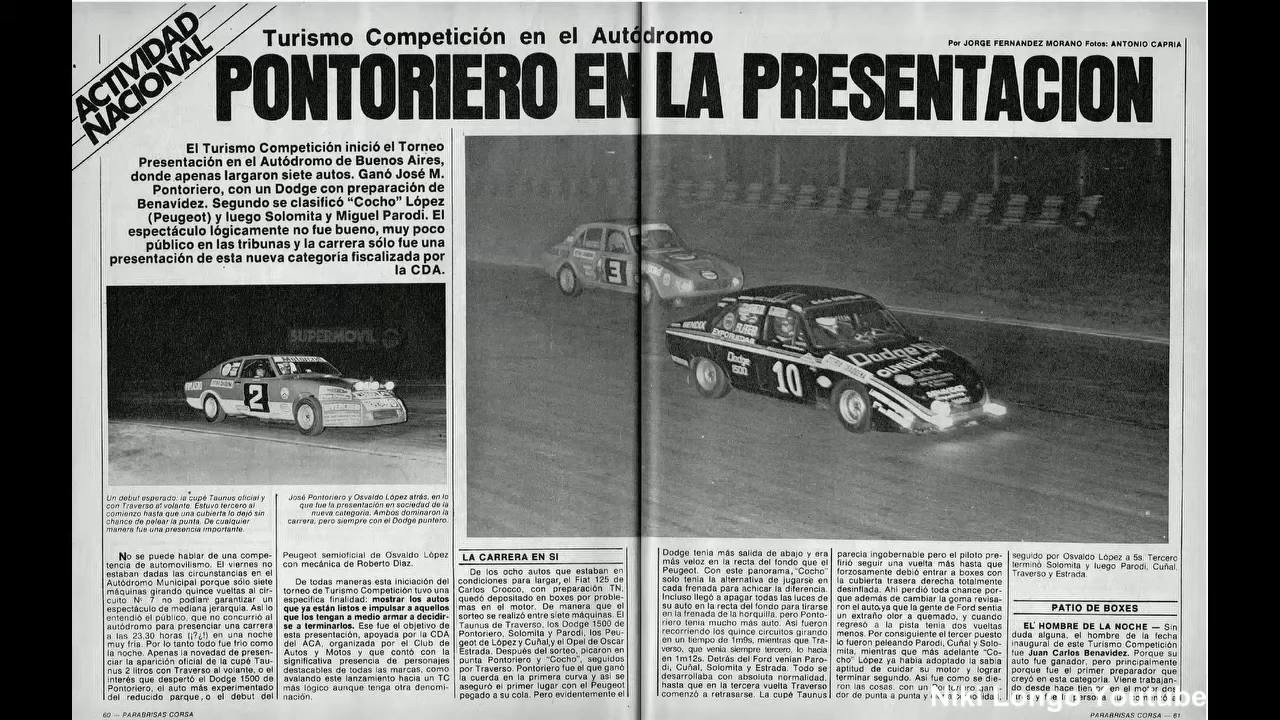 ACTIVIDAD
NACIONAL
Turismo Competición en el Autódromo
Por JORGE FERNANDEZ MORANO Fotos: ANTONIO CAPRIA
PONTORIERO EN LA PRESENTACION
El Turismo Competición inició el Torneo
Presentación en el Autódromo de Buenos Aires,
donde apenas largaron siete autos. Ganó José M.
Pontoriero, con un Dodge con preparación de
Benavídez. Segundo se clasificó "Cocho" López
(Peugeot) y luego Solomita y Miguel Parodi. El
espectáculo lógicamente no fue bueno, muy poco
público en las tribunas y la carrera sólo fue una
presentación de esta nueva categoría fiscalizada por
la CDA.
SUPERMOVIL
2
3
10
Dodge
1500
Un debut esperado: la cupé Taunus oficial y
con Traverso al volante. Estuvo tercero al
comienzo hasta que una cubierta lo dejó sin
chance de pelear la punta. De cualquier
manera fue una presencia importante.
José Pontoriero y Osvaldo López atrás, en lo
que fue la presentación en sociedad de la
nueva categoría. Ambos dominaron la
carrera, pero siempre con el Dodge puntero.
No se puede hablar de una compe-
tencia de automovilismo. El viernes no
estaban dadas las circunstancias en el
Autódromo Municipal porque sólo siete
máquinas girando quince vueltas al cir-
cuito N° 7 no podían garantizar un
espectáculo de mediana jerarquía. Así lo
entendió el público, que no concurrió al
autódromo para presenciar una carrera
a las 23.30 horas (¡?¿!) en una noche
muy fría. Por lo tanto todo fue frío como
la noche. Apenas la novedad de presen-
ciar la aparición oficial de la cupé Tau-
nus 2 litros con Traverso al volante, o el
interés que despertó el Dodge 1500 de
Pontoriero, el auto más experimentado
del reducido parque, o el debut del
Peugeot semioficial de Osvaldo López
con mecánica de Roberto Díaz.
De todas maneras esta iniciación del
torneo de Turismo Competición tuvo una
específica finalidad: mostrar los autos
que ya están listos e impulsar a aquellos
que los tengan a medio armar a decidir-
se a terminarlos. Ese fue el objetivo de
esta presentación, apoyada por la CDA
del ACA, organizada por el Club de
Autos y Motos y que contó con la
significativa presencia de personajes
destacables de todas las marcas, como
avalando este lanzamiento hacia un TC
más lógico aunque tenga otra denomi-
nación.
LA CARRERA EN SI
De los ocho autos que estaban en
condiciones para largar, el Fiat 125 de
Carlos Crocco, con preparación TN,
quedó depositado en boxes por proble-
mas en el motor. De manera que el
sorteo se realizó entre siete máquinas. El
Taunus de Traverso, los Dodge 1500 de
Pontoriero, Solomita y Parodi, los Peu-
geot de López y Cuñal, y el Opel de Oscar
Estrada. Después del sorteo, picaron en
punta Pontoriero y "Cocho", seguidos
por Traverso. Pontoriero fue el que ganó
la cuerda en la primera curva y así se
aseguró el primer lugar con el Peugeot
pegado a su cola. Pero evidentemente el
Dodge tenía más salida de abajo y era
más veloz en la recta del fondo que el
Peugeot. Con este panorama, "Cocho"
solo tenía la alternativa de jugarse en
cada frenada para achicar la diferencia.
Incluso llegó a apagar todas las luces de
su auto en la recta del fondo para tirarse
en la frenada de la horquilla, pero Ponto-
riero tenía mucho más auto. Así fueron
recorriendo los quince circuitos girando
en un tiempo de 1m9s, mientras que Tra-
verso, que venía siempre tercero, lo hacía
en 1m12s. Detrás del Ford venían Paro-
di, Cuñal, Solomita y Estrada. Todo se
desarrollaba con absoluta normalidad,
hasta que en la tercera vuelta Traverso
comenzó a retrasarse. La cupé Taunus
parecía ingobernable pero el piloto pre-
firió seguir una vuelta más hasta que
forzosamente debió entrar a boxes con
la cubierta trasera derecha totalmente
desinflada. Ahí perdió toda chance por-
que además de cambiar la goma revisa-
ron el auto, ya que la gente de Ford sentía
un extraño olor a quemado, y cuando
regresó a la pista tenía dos vueltas
menos. Por consiguiente el tercer puesto
lo fueron peleando Parodi, Cuñal y Solo-
mita, mientras que más adelante "Co-
cho" López ya había adoptado la sabia
aptitud de cuidar su motor y lograr
terminar segundo. Así fue como se die-
ron las cosas, con un
dor de punta a punta y
seguido por Osvaldo López a 5s. Tercero
terminó Solomita y luego Parodi, Cuñal,
Traverso y Estrada.
PATIO DE BOXES
EL HOMBRE DE LA NOCHE — Sin
duda alguna, el hombre de la fecha
inaugural de este Turismo Competición
fue Juan Carlos Benavídez. Porque su
auto fue ganador, pero principalmente
porque fue el primer preparador que
creyó en esta categoría. Viene trabajan-
do desde hace
Niki Longo Youtube
60 — PARABRISAS CORSA
PARABRISAS CORSA — 61